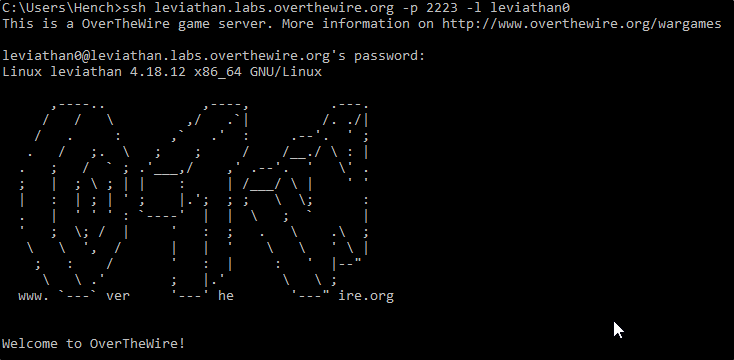 C:\Users\Hench>ssh leviathan.labs.overthewire.org -p 2223 -l leviathan0
This is a OverTheWire game server. More information on http://www.overthewire.org/wargames
leviathan0@leviathan.labs.overthewire.org's password:
Linux leviathan 4.18.12 x86_64 GNU/Linux
www. ver he ire.org
Welcome to OverTheWire!